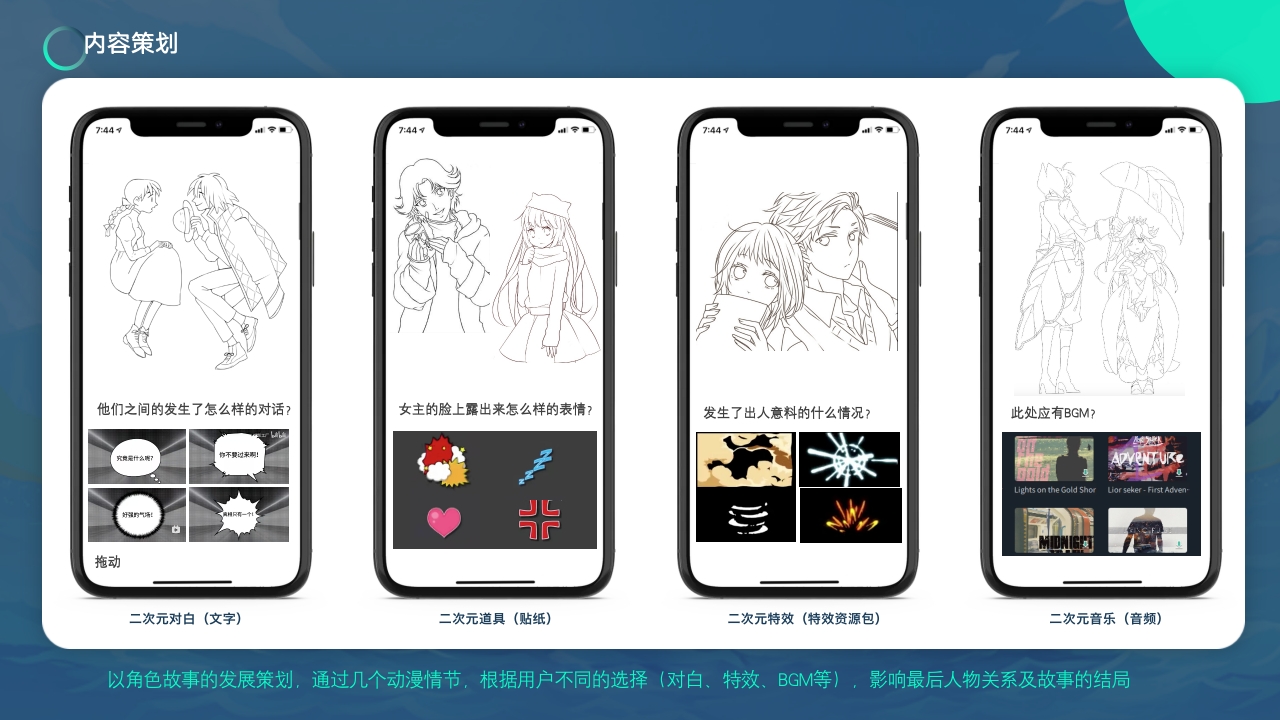 内容策划
7:44
7:44
7:44
7:44
他们之间的发生了怎么样的对话?
女主的脸上露出来怎么样的表情?
发生了出人意料的什么情况?
此处应有BGM?
究竟是什么呢?
你不要过来啊!
好强的气场!
真相只有一个!
拖动
ADVENTURE
Lights on the Gold Shor
Lior seker - First Adven-
MIDNIGHT
二次元对白（文字）
二次元道具（贴纸）
二次元特效（特效资源包）
二次元音乐（音频）
以角色故事的发展策划，通过几个动漫情节，根据用户不同的选择（对白、特效、BGM等），影响最后人物关系及故事的结局